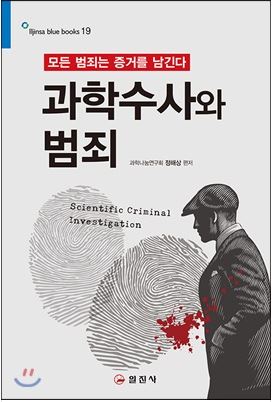 Iljinsa blue books 19
모든 범죄는 증거를 남긴다
과학수사와
범죄
과학나눔연구회 정해상 편저
Scientific Criminal
Investigation
일진사